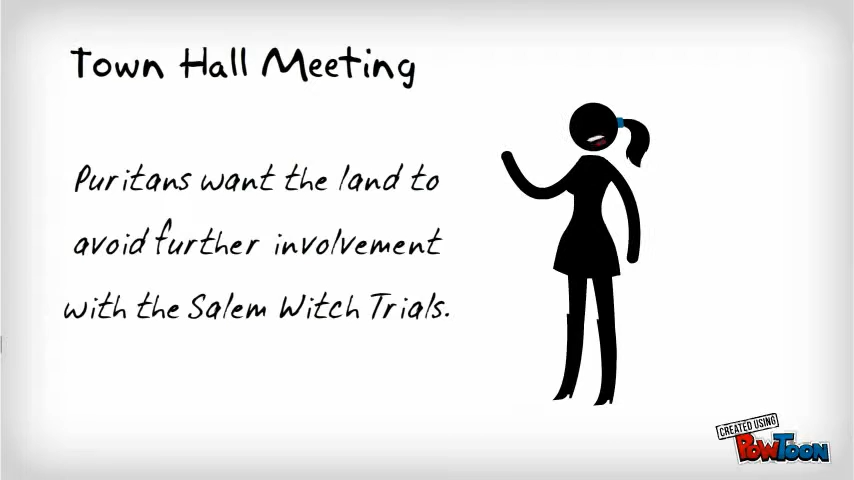 Town Hall Meeting
Puritans want the land to
avoid further involvement
with the Salem Witch Trials.
CREATED USING
POWTOON